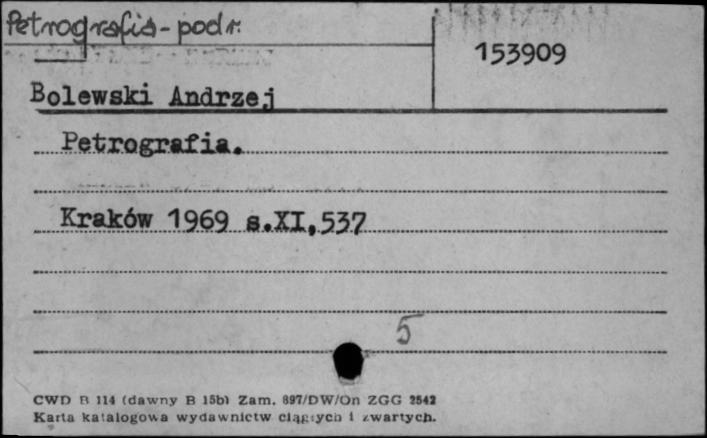 Petrografia - podr.
153909
Bolewski Andrzej
Petrografia.
Kraków 1969 s.XI,537
5
CWD B 114 (dawny B 15b) Zam. 897/DW/On ZGG 2542
Karta katalogowa wydawnictw ciągłych i zwartych.